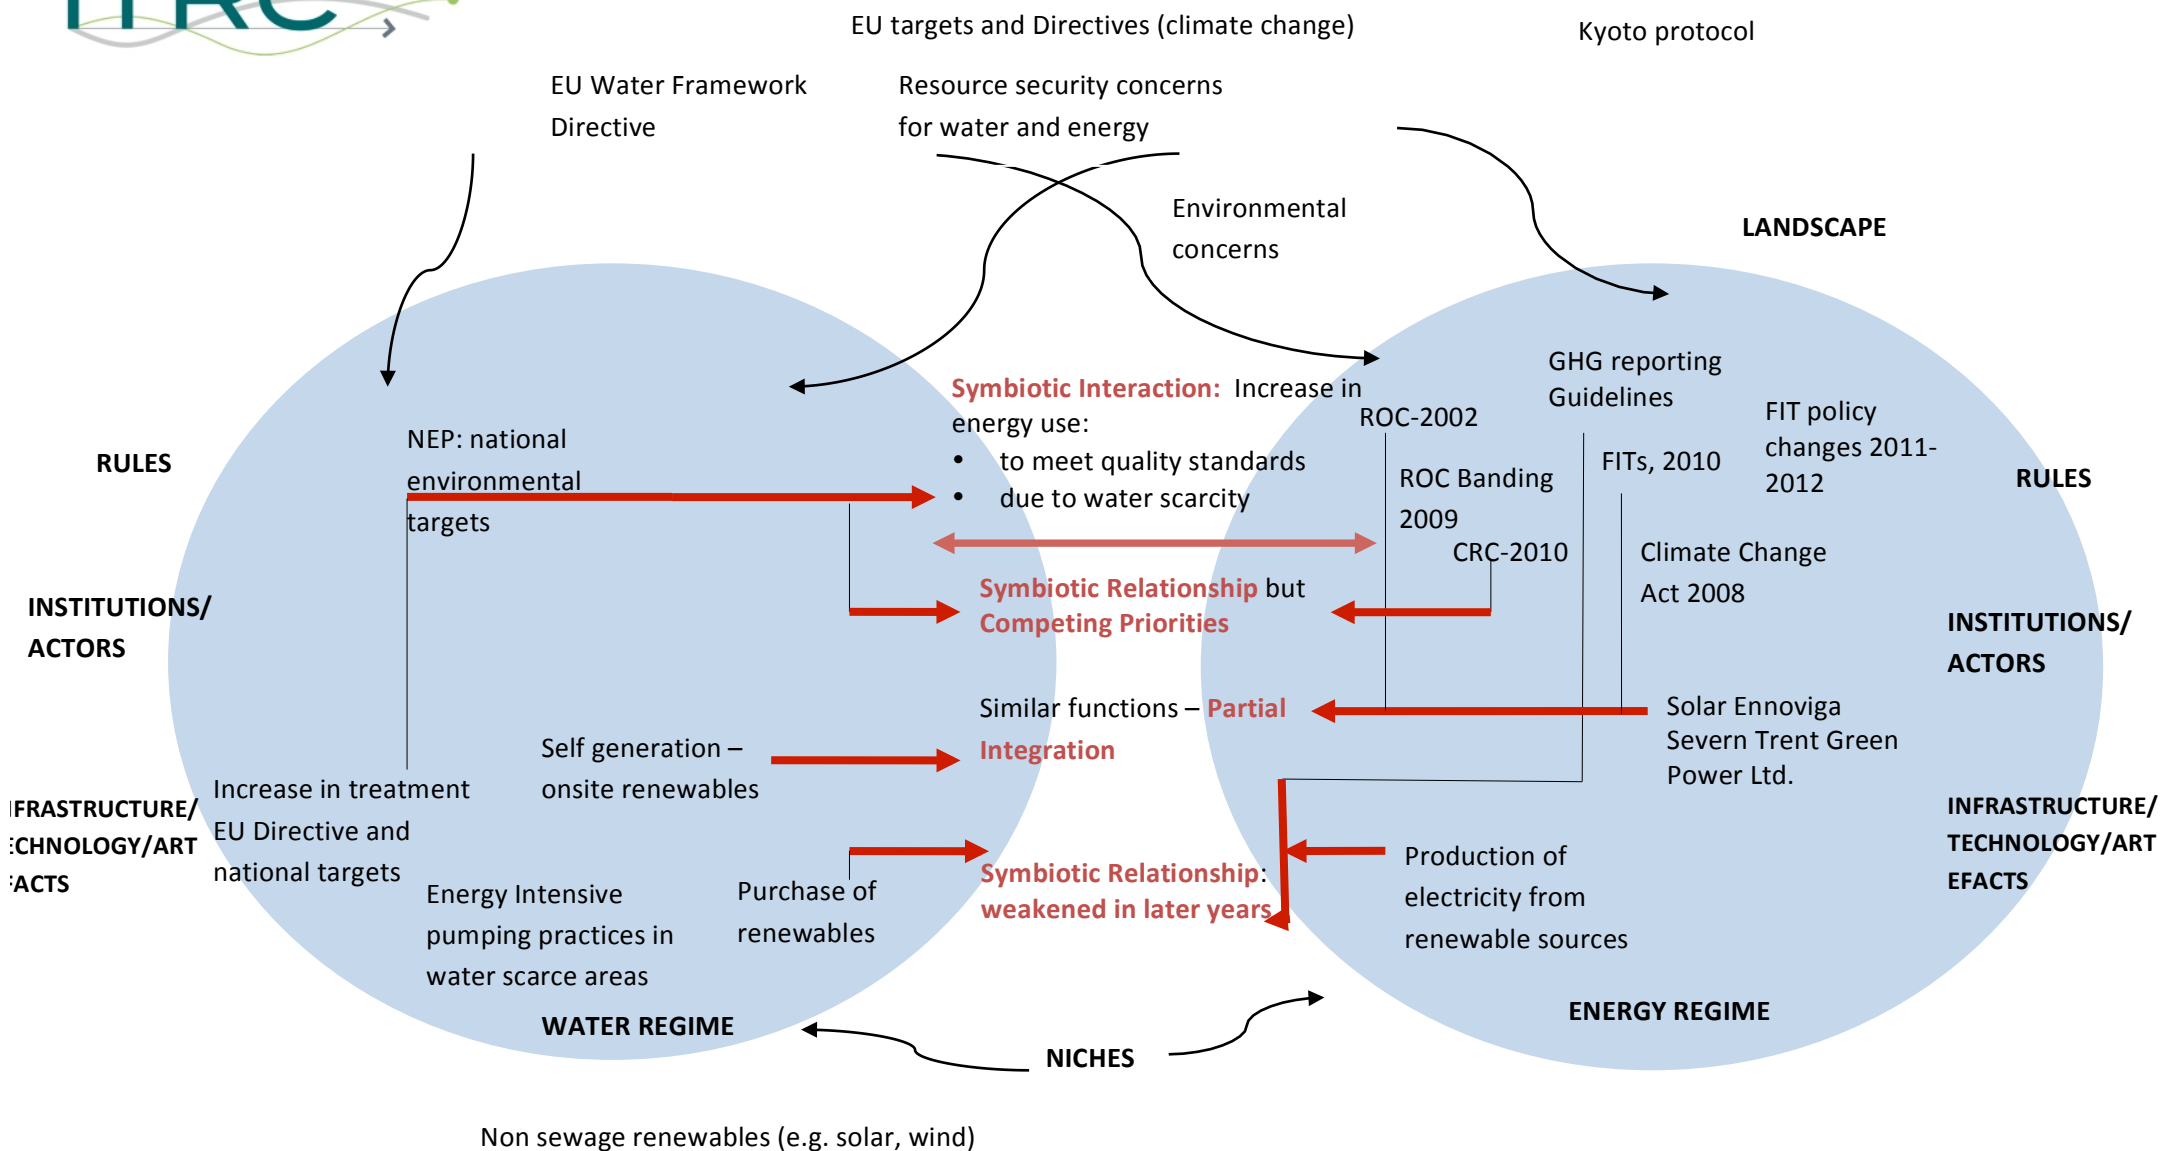 ITRC
EU targets and Directives (climate change)
Kyoto protocol
EU Water Framework
Directive
Resource security concerns
for water and energy
Environmental
concerns
LANDSCAPE
RULES
NEP: national
environmental
targets
Symbiotic Interaction: Increase in
energy use:
• to meet quality standards
• due to water scarcity
ROC-2002
GHG reporting
Guidelines
FIT policy
changes 2011-
2012
FITs, 2010
ROC Banding
2009
CRC-2010
RULES
Climate Change
Act 2008
INSTITUTIONS/
ACTORS
Symbiotic Relationship but
Competing Priorities
INSTITUTIONS/
ACTORS
Similar functions – Partial
Integration
Solar Ennoviga
Severn Trent Green
Power Ltd.
Self generation –
onsite renewables
IFRASTRUCTURE/
ECHNOLOGY/ART
FACTS
Increase in treatment
EU Directive and
national targets
Energy Intensive
pumping practices in
water scarce areas
Purchase of
renewables
Symbiotic Relationship:
weakened in later years
Production of
electricity from
renewable sources
INFRASTRUCTURE/
TECHNOLOGY/ART
EFACTS
WATER REGIME
ENERGY REGIME
NICHES
Non sewage renewables (e.g. solar, wind)